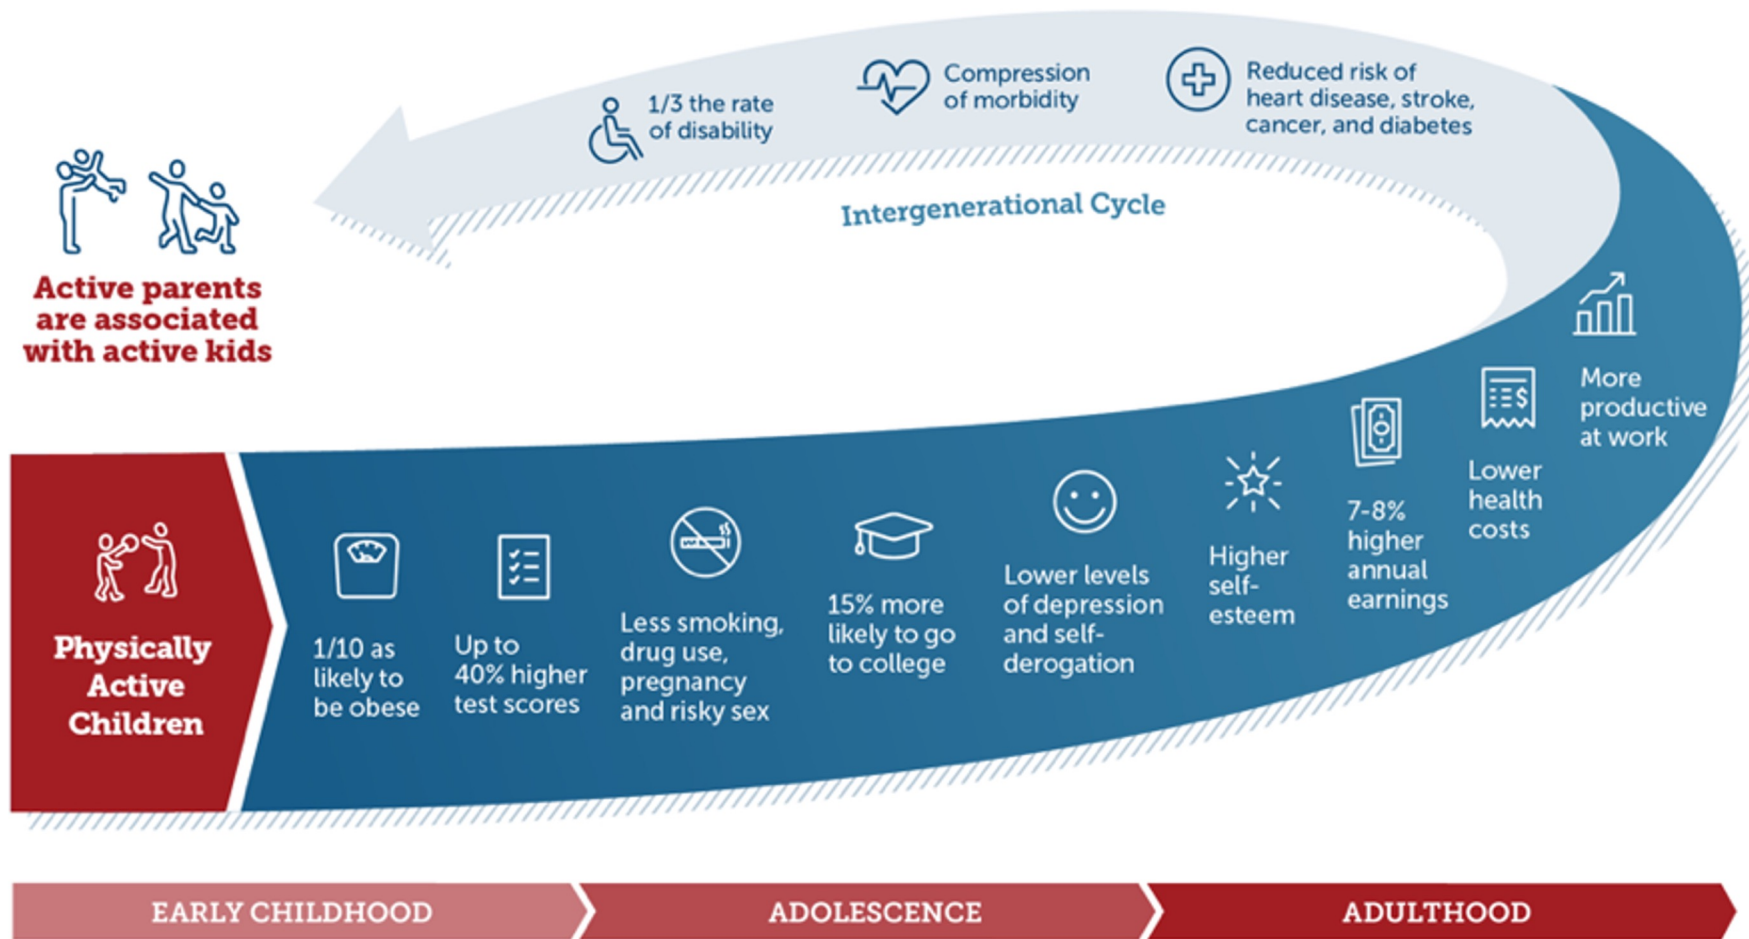 1/3 the rate
of disability
Compression
of morbidity
Reduced risk of
heart disease, stroke,
cancer, and diabetes
Intergenerational Cycle
Active parents
are associated
with active kids
Physically
Active
Children
1/10 as
likely to
be obese
Up to
40% higher
test scores
Less smoking,
drug use,
pregnancy
and risky sex
15% more
likely to go
to college
Lower levels
of depression
and self-
derogation
Higher
self-
esteem
7-8%
higher
annual
earnings
Lower
health
costs
More
productive
at work
EARLY CHILDHOOD
ADOLESCENCE
ADULTHOOD